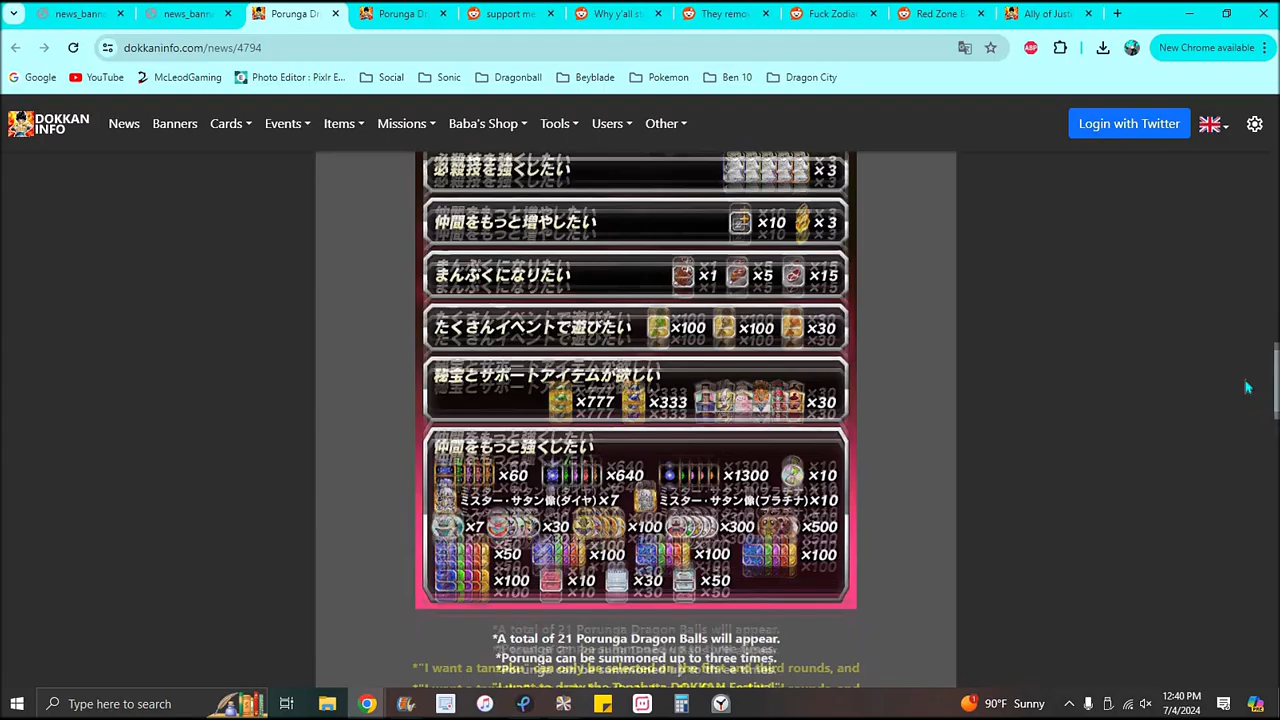 news_bann
news_bann
Porunga Dr
Porunga Dr
support me
Why y'all st
They remov
Fuck Zodia
Red Zone B
Ally of Justi
dokkaninfo.com/news/4794
New Chrome available
Google
YouTube
McLeodGaming
Photo Editor : Pixlr E...
Social
Sonic
Dragonball
Beyblade
Pokemon
Ben 10
Dragon City
DOKKAN INFO
News
Banners
Cards
Events
Items
Missions
Baba's Shop
Tools
Users
Other
Login with Twitter
必殺技を強くしたい ×3
仲間をもっと増やしたい ×10 ×3
まんぷくになりたい ×1 ×5 ×15
たくさんイベントで遊びたい ×100 ×100 ×30
秘宝とサポートアイテムが欲しい
×777 ×333 ×30
仲間をもっと強くしたい
×60 ×640 ×1300 ×10
ミスター・サタン像(ダイヤ)×7 ミスター・サタン像(プラチナ)×10
×7 ×30 ×100 ×300 ×500
×50 ×100 ×100 ×100
×100 ×10 ×30 ×50
*A total of 21 Porunga Dragon Balls will appear.
*Porunga can be summoned up to three times.
rounds, and
Type here to search
90°F Sunny
12:40 PM
7/4/2024